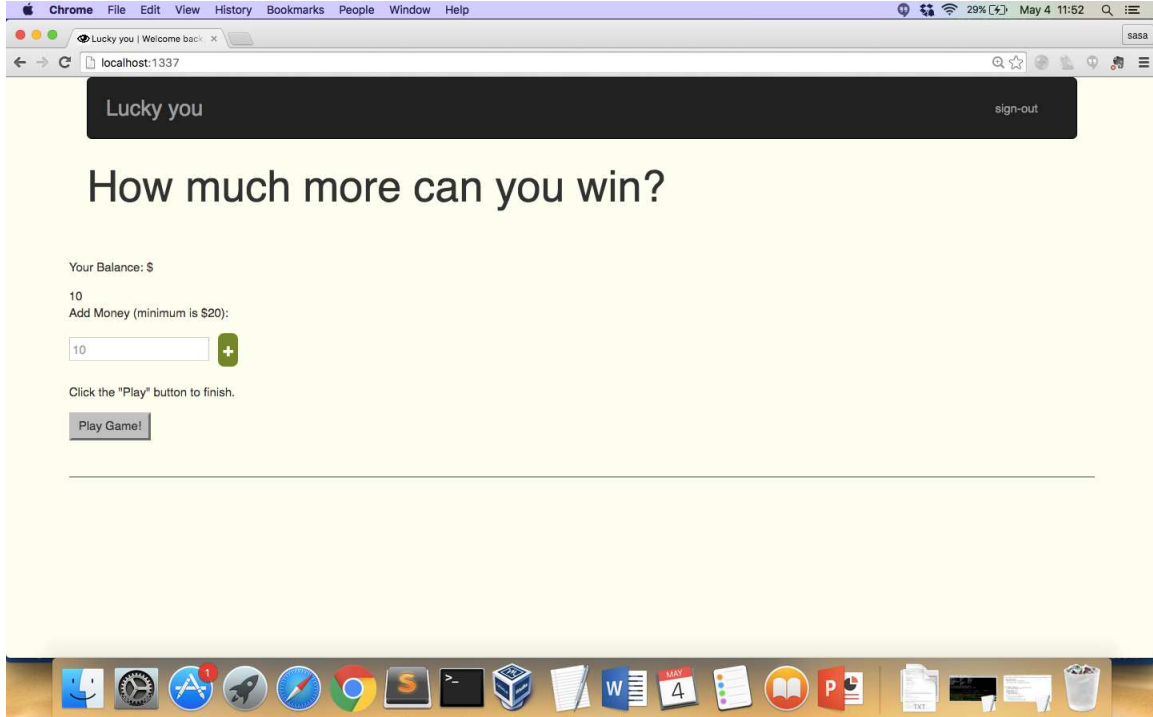 Chrome File Edit View History Bookmarks People Window Help 29% May 4 11:52
Lucky you | Welcome back, × sasa
localhost:1337
Lucky you sign-out
How much more can you win?
Your Balance: $
10
Add Money (minimum is $20):
10 +
Click the "Play" button to finish.
Play Game!
1 S >_ W MAY 4 P TXT